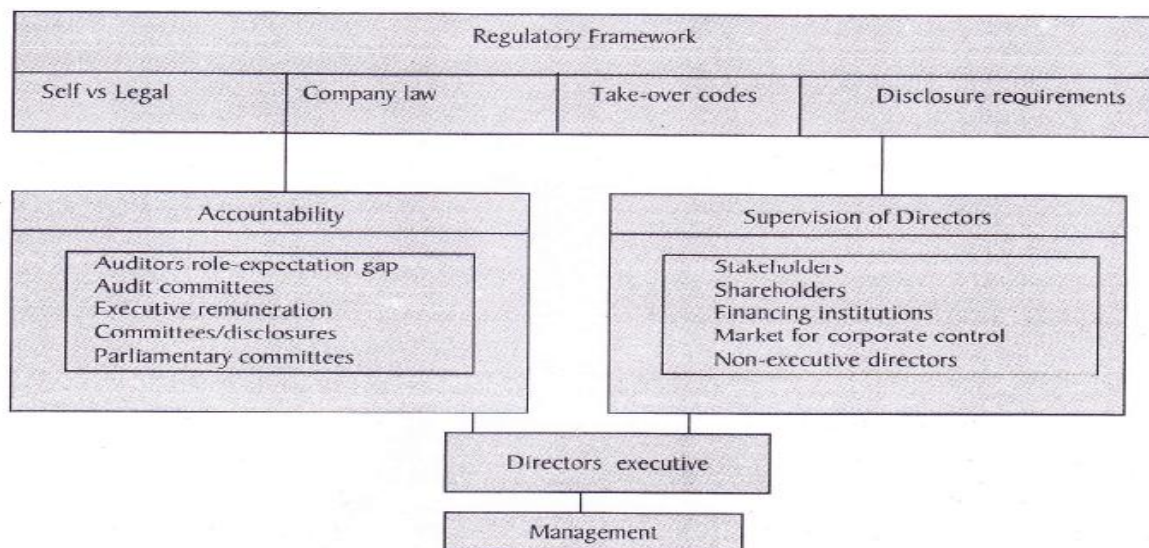 Regulatory Framework
Self vs Legal
Company law
Take-over codes
Disclosure requirements
Accountability
Auditors role-expectation gap
Audit committees
Executive remuneration
Committees/disclosures
Parliamentary committees
Supervision of Directors
Stakeholders
Shareholders
Financing institutions
Market for corporate control
Non-executive directors
Directors executive
Management